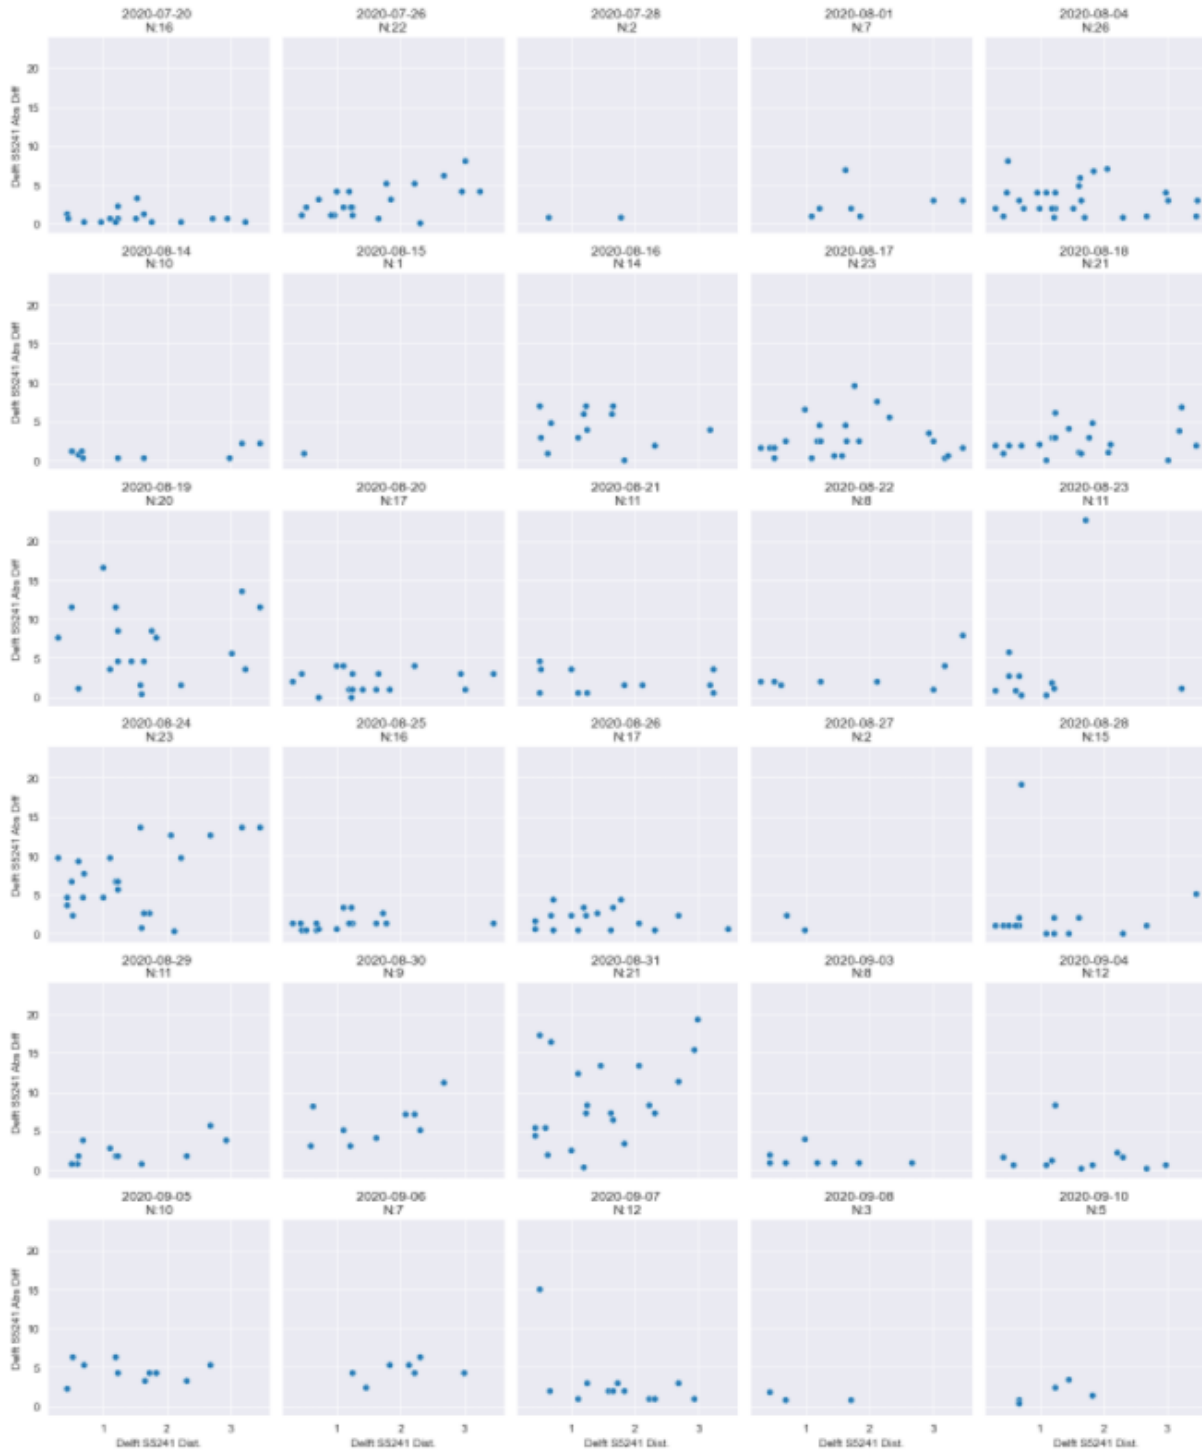 2020-07-20
N:16
2020-07-26
N:22
2020-07-28
N:2
2020-08-01
N:7
2020-08-04
N:26
20
15
10
5
0
Delft S5241 Abs Diff
2020-08-14
N:10
2020-08-15
N:1
2020-08-16
N:14
2020-08-17
N:23
2020-08-18
N:21
20
15
10
5
0
Delft S5241 Abs Diff
2020-08-19
N:20
2020-08-20
N:17
2020-08-21
N:11
2020-08-22
N:8
2020-08-23
N:11
20
15
10
5
0
Delft S5241 Abs Diff
2020-08-24
N:23
2020-08-25
N:16
2020-08-26
N:17
2020-08-27
N:2
2020-08-28
N:15
20
15
10
5
0
Delft S5241 Abs Diff
2020-08-29
N:11
2020-08-30
N:9
2020-08-31
N:21
2020-09-03
N:8
2020-09-04
N:12
20
15
10
5
0
Delft S5241 Abs Diff
2020-09-05
N:10
2020-09-06
N:7
2020-09-07
N:12
2020-09-08
N:3
2020-09-10
N:5
20
15
10
5
0
Delft S5241 Abs Diff
1 2 3
1 2 3
1 2 3
1 2 3
1 2 3
Delft S5241 Dist.
Delft S5241 Dist.
Delft S5241 Dist.
Delft S5241 Dist.
Delft S5241 Dist.